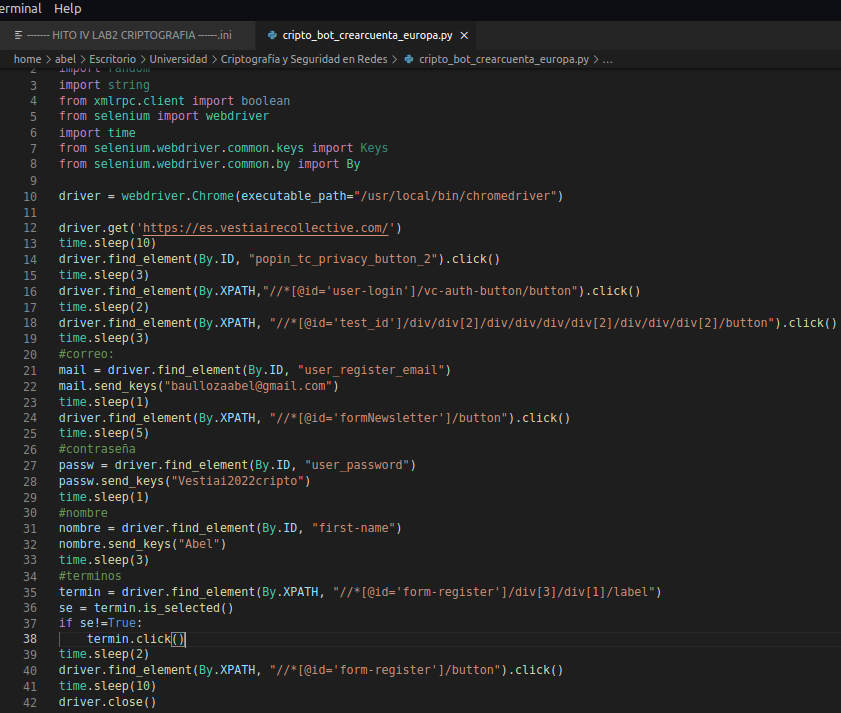 erminal Help
------- HITO IV LAB2 CRIPTOGRAFIA ------.ini
cripto_bot_crearcuenta_europa.py
home > abel > Escritorio > Universidad > Criptografía y Seguridad en Redes > cripto_bot_crearcuenta_europa.py > ...
2 import random
3 import string
4 from xmlrpc.client import boolean
5 from selenium import webdriver
6 import time
7 from selenium.webdriver.common.keys import Keys
8 from selenium.webdriver.common.by import By
9
10 driver = webdriver.Chrome(executable_path="/usr/local/bin/chromedriver")
11
12 driver.get('https://es.vestiairecollective.com/')
13 time.sleep(10)
14 driver.find_element(By.ID, "popin_tc_privacy_button_2").click()
15 time.sleep(3)
16 driver.find_element(By.XPATH,"//*[@id='user-login']/vc-auth-button/button").click()
17 time.sleep(2)
18 driver.find_element(By.XPATH, "//*[@id='test_id']/div/div[2]/div/div/div/div[2]/div/div/div[2]/button").click()
19 time.sleep(3)
20 #correo:
21 mail = driver.find_element(By.ID, "user_register_email")
22 mail.send_keys("baullozaabel@gmail.com")
23 time.sleep(1)
24 driver.find_element(By.XPATH, "//*[@id='formNewsletter']/button").click()
25 time.sleep(5)
26 #contraseña
27 passw = driver.find_element(By.ID, "user_password")
28 passw.send_keys("Vestiai2022cripto")
29 time.sleep(1)
30 #nombre
31 nombre = driver.find_element(By.ID, "first-name")
32 nombre.send_keys("Abel")
33 time.sleep(3)
34 #terminos
35 termin = driver.find_element(By.XPATH, "//*[@id='form-register']/div[3]/div[1]/label")
36 se = termin.is_selected()
37 if se!=True:
38 termin.click()
39 time.sleep(2)
40 driver.find_element(By.XPATH, "//*[@id='form-register']/button").click()
41 time.sleep(10)
42 driver.close()